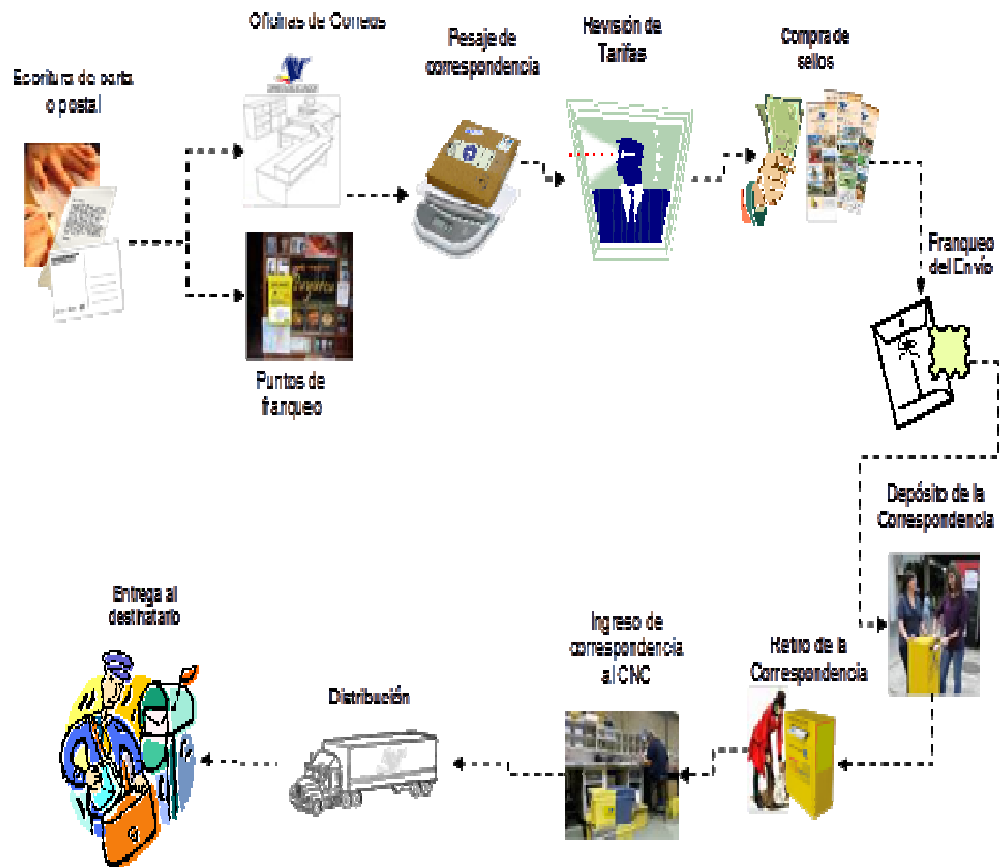 Escritura de carta
o postal
Oficinas de Correos
Pesaje de
correspondencia
Revisión de
Tarifas
Compra de
sellos
Franqueo
del Envío
Puntos de
franqueo
Depósito de la
Correspondencia
Retiro de la
Correspondencia
Ingreso de
correspondencia
al CNC
Distribución
Entrega al
destinatario